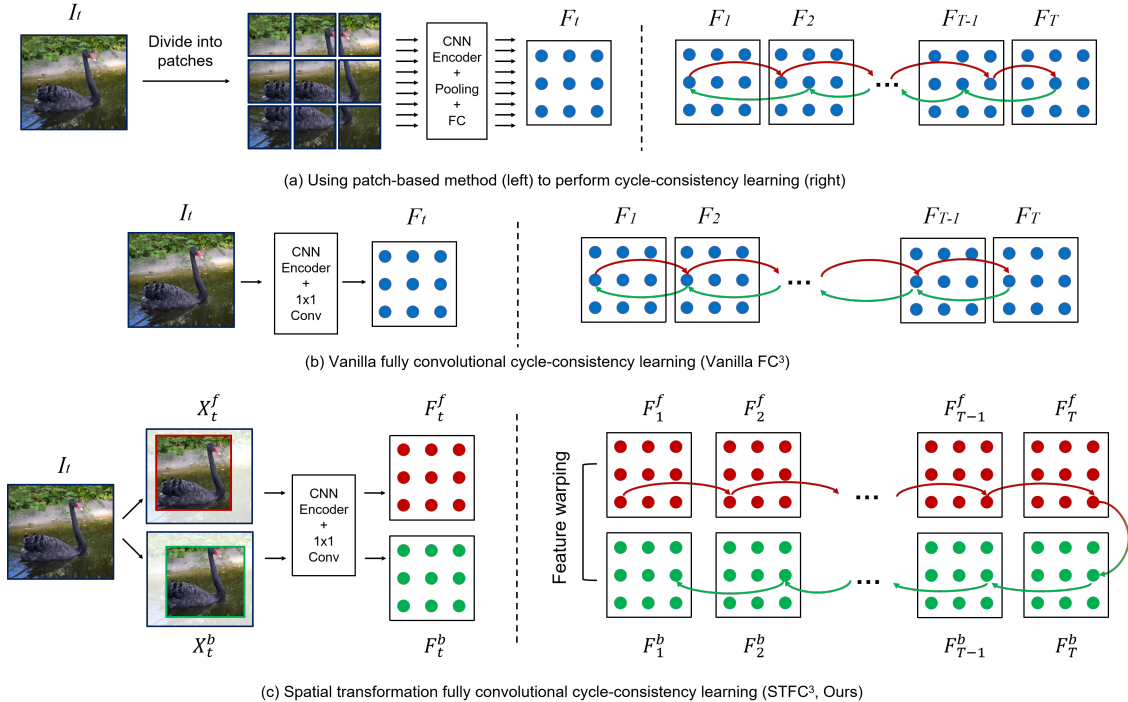 I_t
Divide into
patches
CNN
Encoder
+
Pooling
+
FC
F_t
F_1
F_2
F_{T-1}
F_T
...
(a) Using patch-based method (left) to perform cycle-consistency learning (right)
I_t
CNN
Encoder
+
1x1
Conv
F_t
F_1
F_2
F_{T-1}
F_T
...
(b) Vanilla fully convolutional cycle-consistency learning (Vanilla FC³)
I_t
X_t^f
X_t^b
CNN
Encoder
+
1x1
Conv
F_t^f
F_t^b
Feature warping
F_1^f
F_2^f
F_{T-1}^f
F_T^f
...
...
F_1^b
F_2^b
F_{T-1}^b
F_T^b
(c) Spatial transformation fully convolutional cycle-consistency learning (STFC³, Ours)